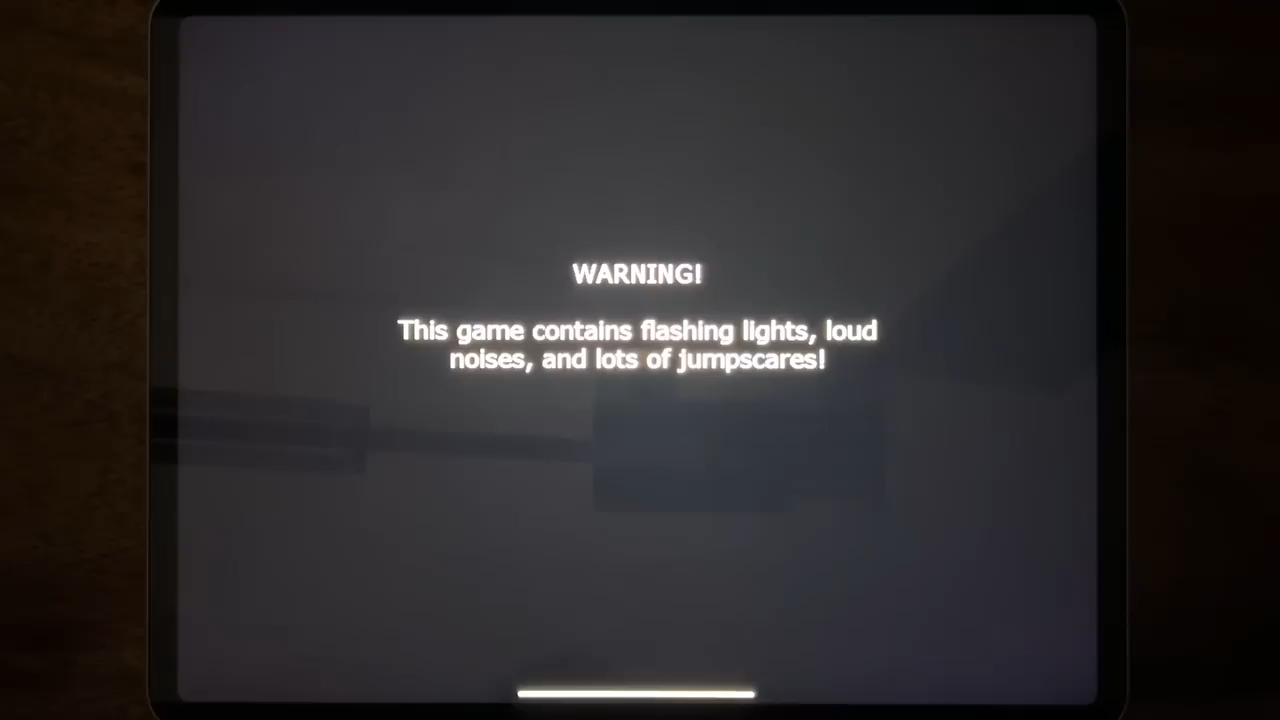 WARNING!
This game contains flashing lights, loud
noises, and lots of jumpscares!